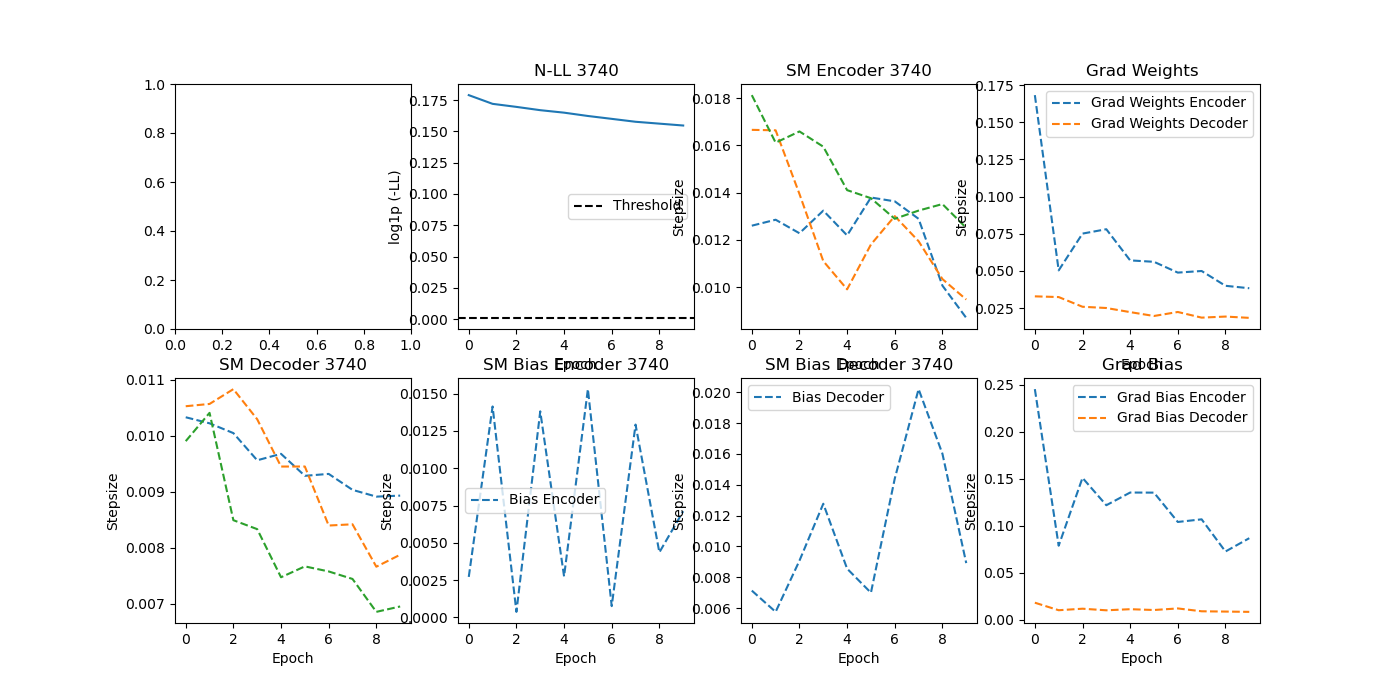 N-LL 3740
SM Encoder 3740
Grad Weights
1.0
0.8
0.6
0.4
0.2
0.0
0.0 0.2 0.4 0.6 0.8 1.0
log1p (-LL)
0.175
0.150
0.125
0.100
0.075
0.050
0.025
0.000
Threshold
0 2 4 6 8
Epoch
Stepsize
0.018
0.016
0.014
0.012
0.010
0 2 4 6 8
Epoch
Stepsize
0.175
0.150
0.125
0.100
0.075
0.050
0.025
Grad Weights Encoder
Grad Weights Decoder
0 2 4 6 8
Epoch
SM Decoder 3740
SM Bias Encoder 3740
SM Bias Decoder 3740
Grad Bias
Stepsize
0.011
0.010
0.009
0.008
0.007
0 2 4 6 8
Epoch
Stepsize
0.0150
0.0125
0.0100
0.0075
0.0050
0.0025
0.0000
Bias Encoder
0 2 4 6 8
Epoch
Stepsize
0.020
0.018
0.016
0.014
0.012
0.010
0.008
0.006
Bias Decoder
0 2 4 6 8
Epoch
Stepsize
0.25
0.20
0.15
0.10
0.05
0.00
Grad Bias Encoder
Grad Bias Decoder
0 2 4 6 8
Epoch